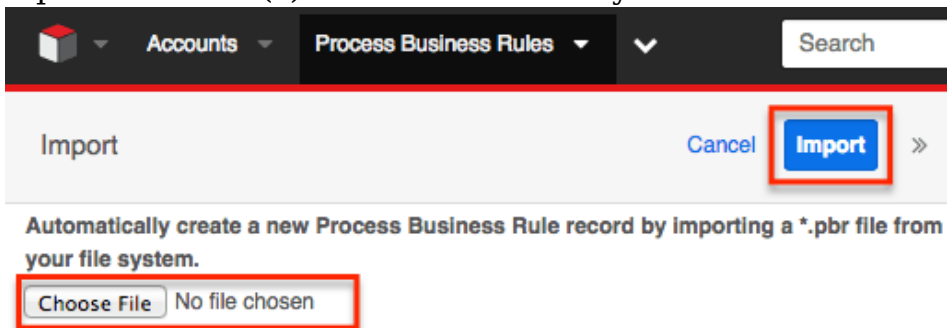 Accounts Process Business Rules Search
Import Cancel Import »
Automatically create a new Process Business Rule record by importing a *.pbr file from
your file system.
Choose File No file chosen